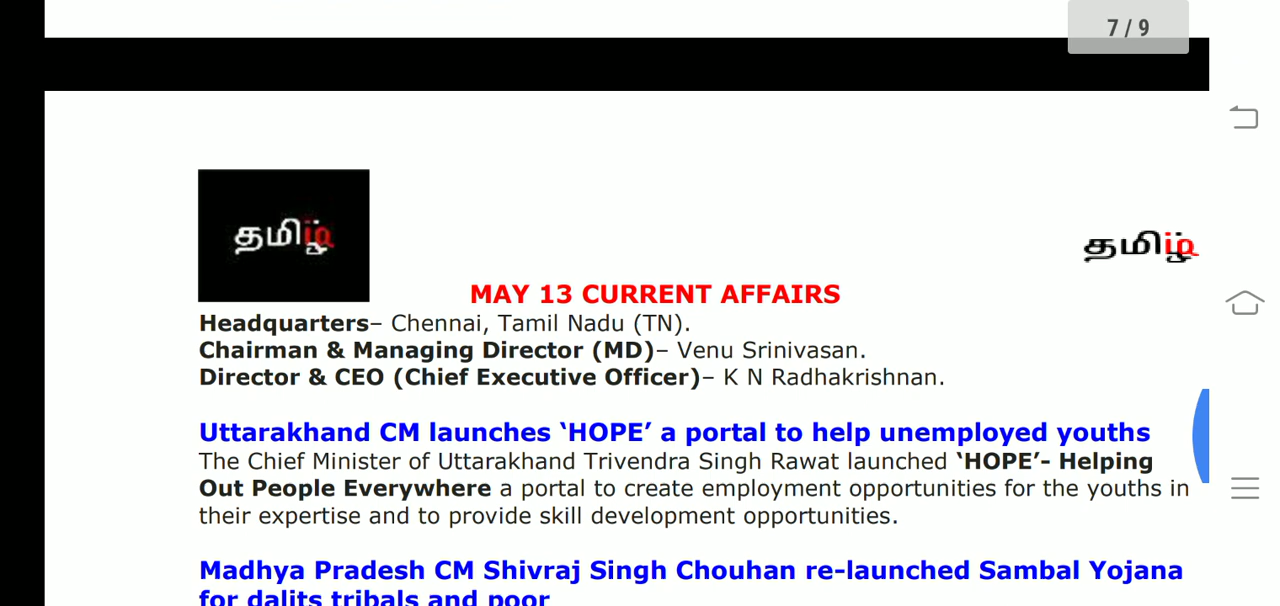 7 / 9
தமிழ்
தமிழ்
MAY 13 CURRENT AFFAIRS
Headquarters– Chennai, Tamil Nadu (TN).
Chairman & Managing Director (MD)– Venu Srinivasan.
Director & CEO (Chief Executive Officer)– K N Radhakrishnan.
Uttarakhand CM launches ‘HOPE’ a portal to help unemployed youths
The Chief Minister of Uttarakhand Trivendra Singh Rawat launched ‘HOPE’- Helping
Out People Everywhere a portal to create employment opportunities for the youths in
their expertise and to provide skill development opportunities.
Madhya Pradesh CM Shivraj Singh Chouhan re-launched Sambal Yojana
for dalits tribals and poor